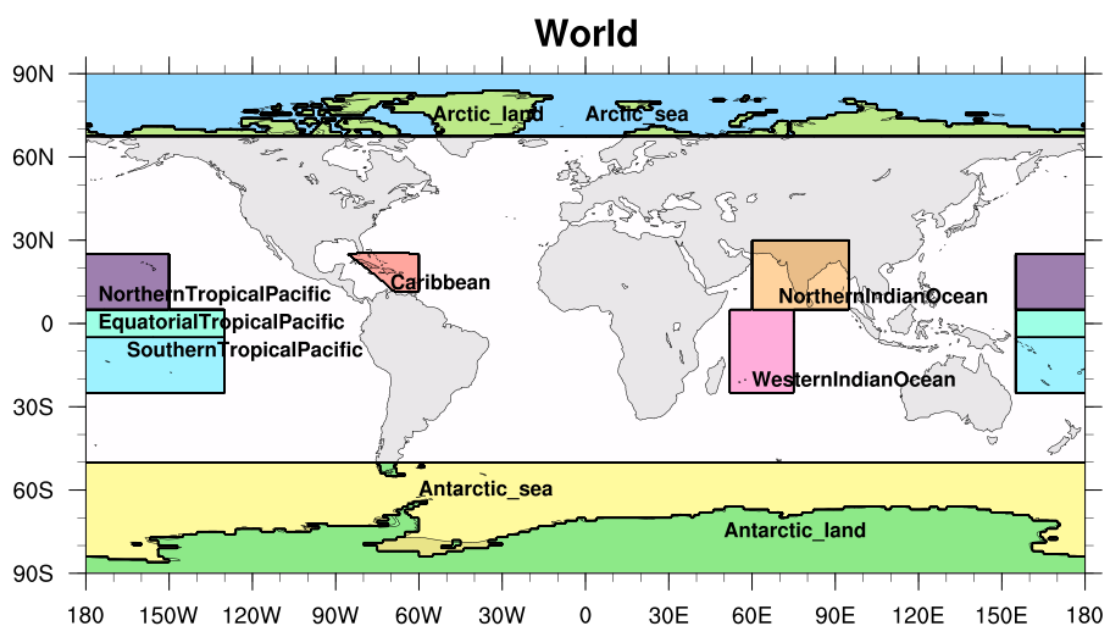 World
90N
Arctic_land
Arctic_sea
60N
30N
Caribbean
NorthernTropicalPacific
NorthernIndianOcean
0
EquatorialTropicalPacific
SouthernTropicalPacific
WesternIndianOcean
30S
60S
Antarctic_sea
Antarctic_land
90S
180 150W 120W 90W 60W 30W 0 30E 60E 90E 120E 150E 180